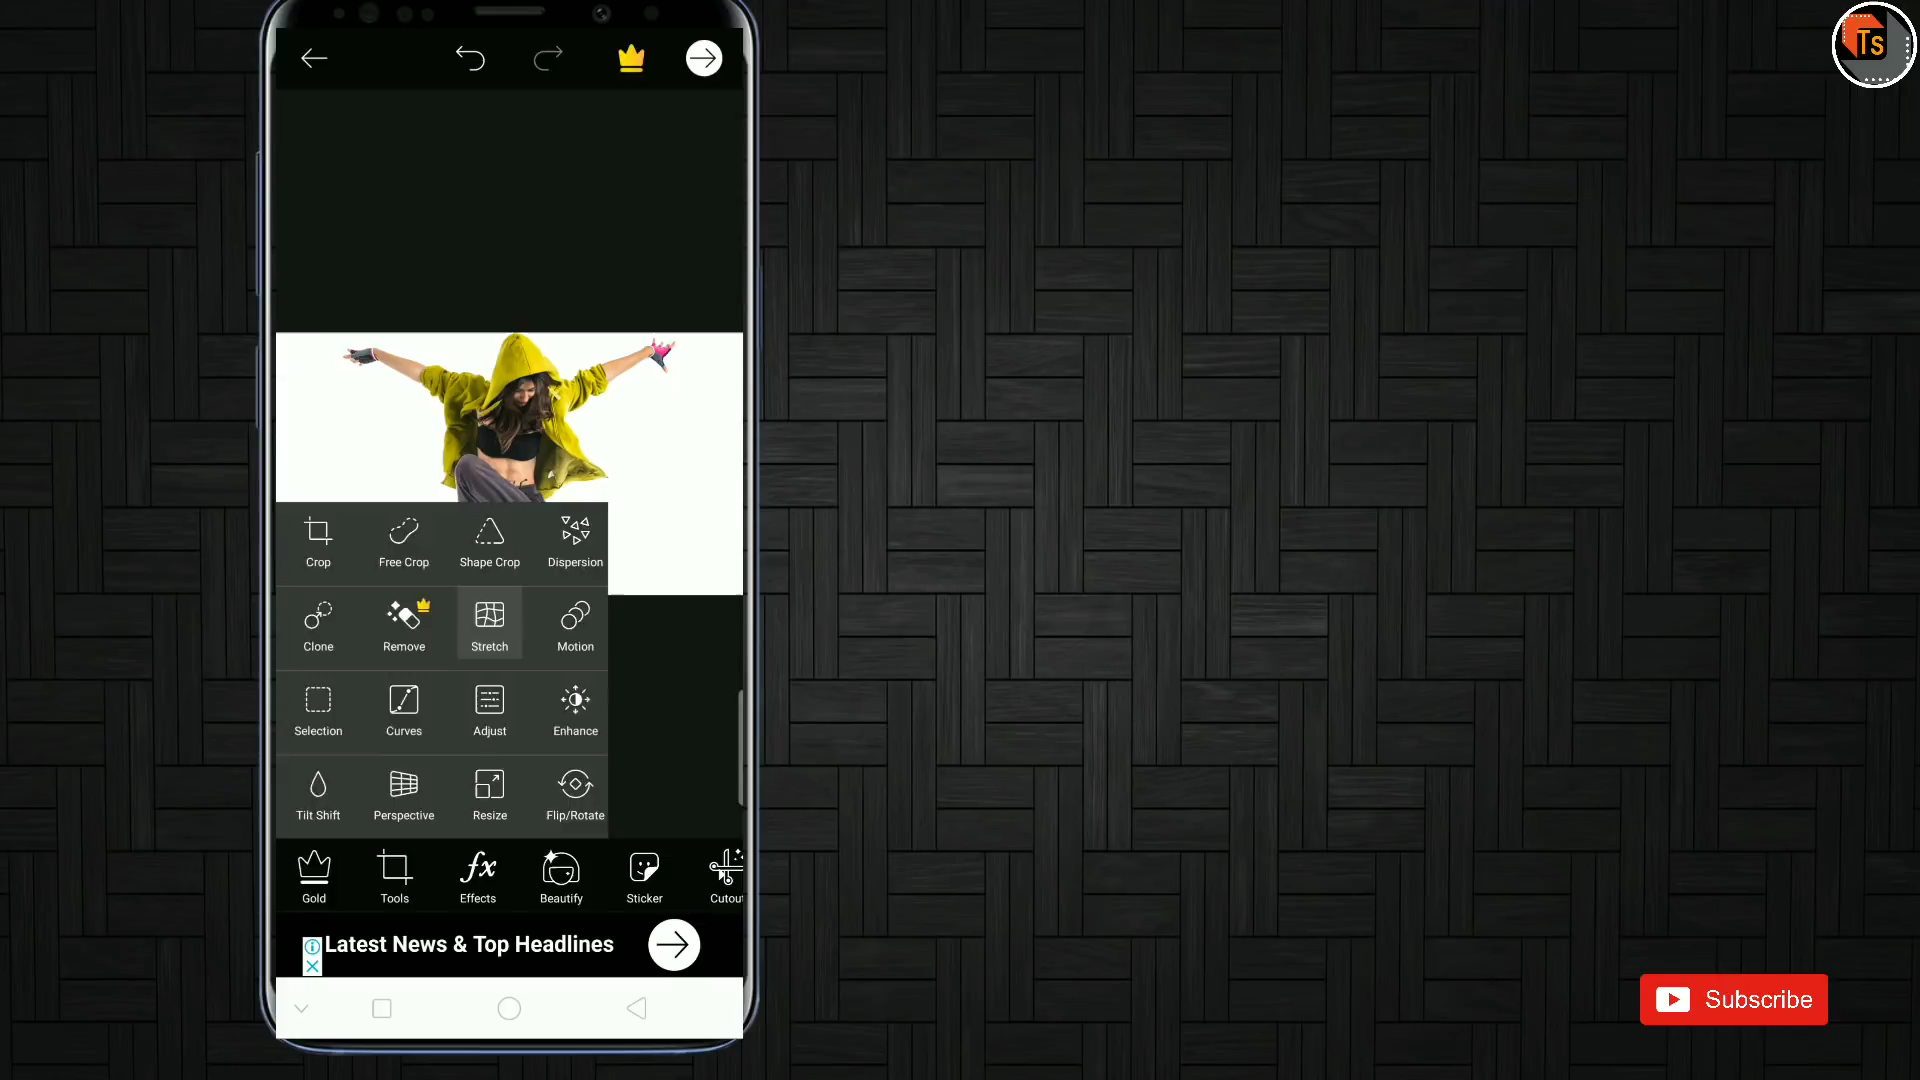 Ts
Crop Free Crop Shape Crop Dispersion
Clone Remove Stretch Motion
Selection Curves Adjust Enhance
Tilt Shift Perspective Resize Flip/Rotate
Gold Tools Effects Beautify Sticker Cutou
Latest News & Top Headlines
Subscribe